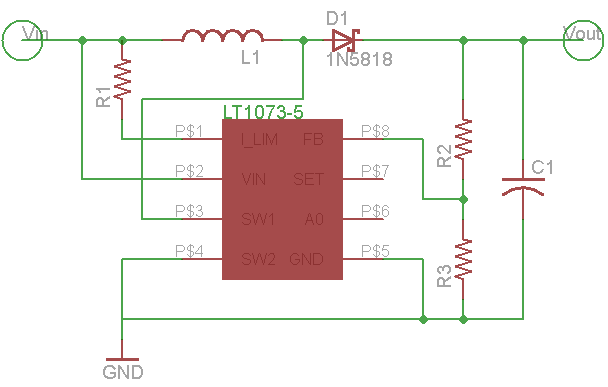 D1
Vin
Vout
L1
1N5818
R1
LT1073-5
P$1 I_LIM FB P$8
R2
P$2 VIN SET P$7
C1
P$3 SW1 A0 P$6
P$4 SW2 GND P$5
R3
GND